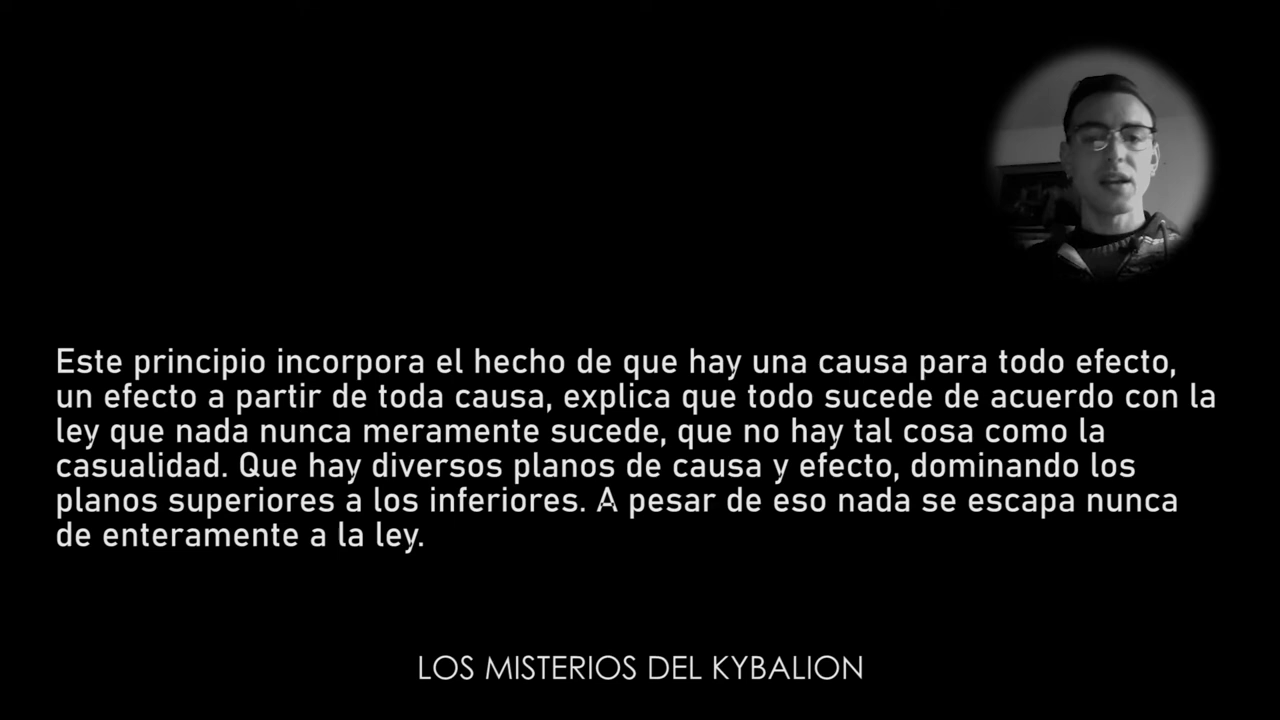 Este principio incorpora el hecho de que hay una causa para todo efecto,
un efecto a partir de toda causa, explica que todo sucede de acuerdo con la
ley que nada nunca meramente sucede, que no hay tal cosa como la
casualidad. Que hay diversos planos de causa y efecto, dominando los
planos superiores a los inferiores. A pesar de eso nada se escapa nunca
de enteramente a la ley.
LOS MISTERIOS DEL KYBALION